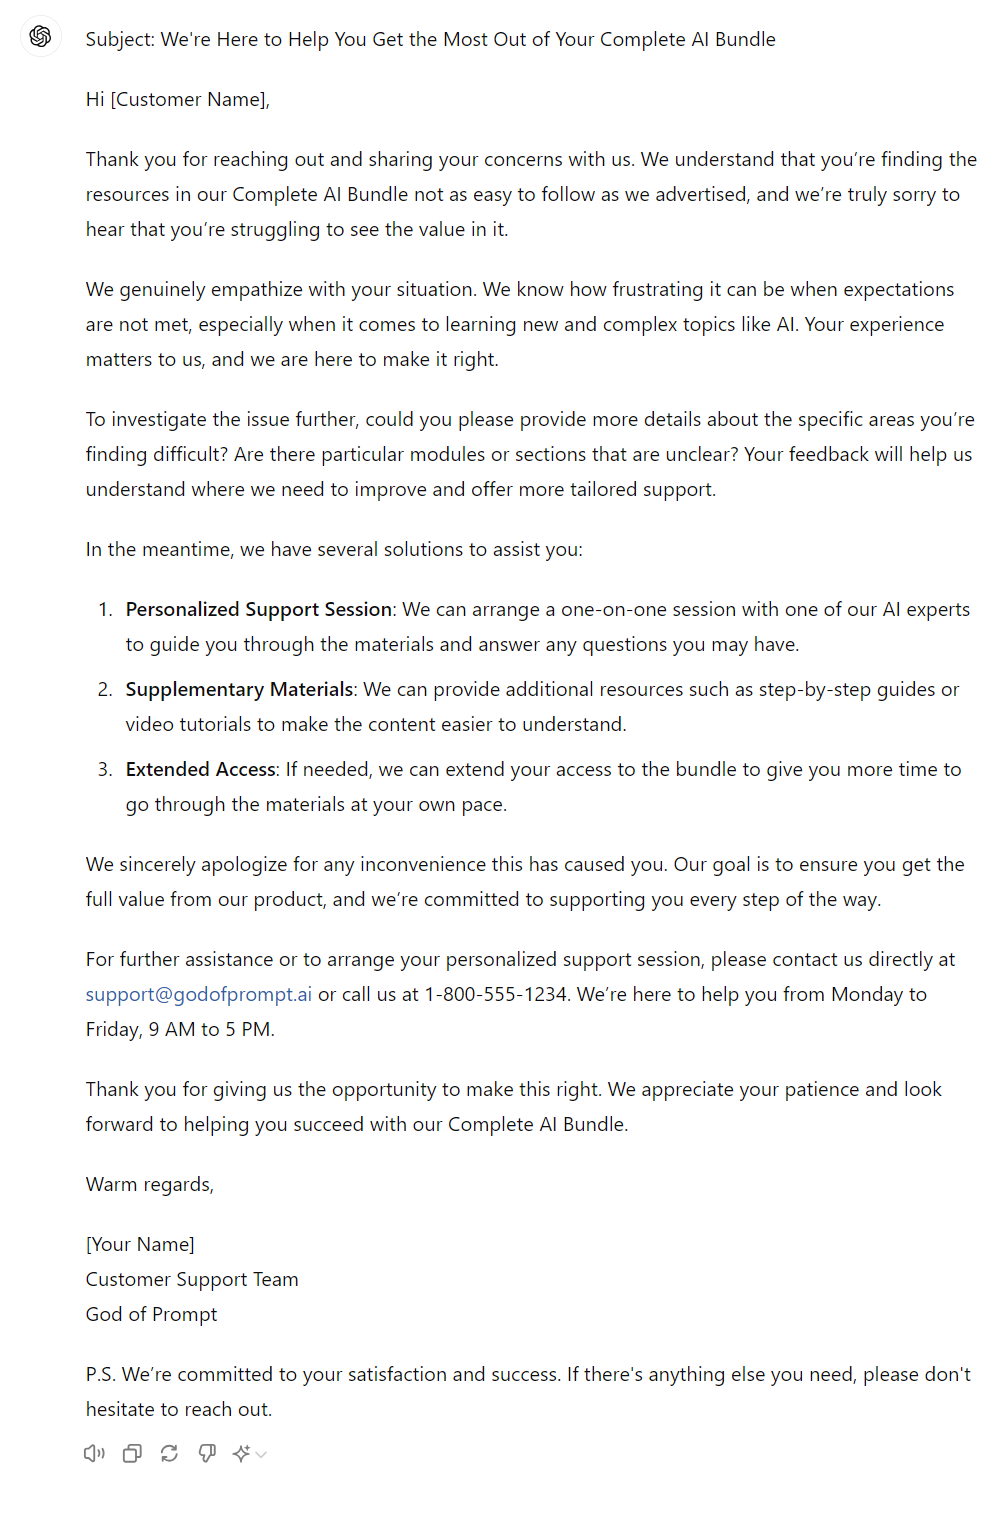 Subject: We're Here to Help You Get the Most Out of Your Complete AI Bundle
Hi [Customer Name],
Thank you for reaching out and sharing your concerns with us. We understand that you’re finding the
resources in our Complete AI Bundle not as easy to follow as we advertised, and we’re truly sorry to
hear that you’re struggling to see the value in it.
We genuinely empathize with your situation. We know how frustrating it can be when expectations
are not met, especially when it comes to learning new and complex topics like AI. Your experience
matters to us, and we are here to make it right.
To investigate the issue further, could you please provide more details about the specific areas you’re
finding difficult? Are there particular modules or sections that are unclear? Your feedback will help us
understand where we need to improve and offer more tailored support.
In the meantime, we have several solutions to assist you:
1. Personalized Support Session: We can arrange a one-on-one session with one of our AI experts
to guide you through the materials and answer any questions you may have.
2. Supplementary Materials: We can provide additional resources such as step-by-step guides or
video tutorials to make the content easier to understand.
3. Extended Access: If needed, we can extend your access to the bundle to give you more time to
go through the materials at your own pace.
We sincerely apologize for any inconvenience this has caused you. Our goal is to ensure you get the
full value from our product, and we’re committed to supporting you every step of the way.
For further assistance or to arrange your personalized support session, please contact us directly at
support@godofprompt.ai or call us at 1-800-555-1234. We’re here to help you from Monday to
Friday, 9 AM to 5 PM.
Thank you for giving us the opportunity to make this right. We appreciate your patience and look
forward to helping you succeed with our Complete AI Bundle.
Warm regards,
[Your Name]
Customer Support Team
God of Prompt
P.S. We’re committed to your satisfaction and success. If there's anything else you need, please don't
hesitate to reach out.